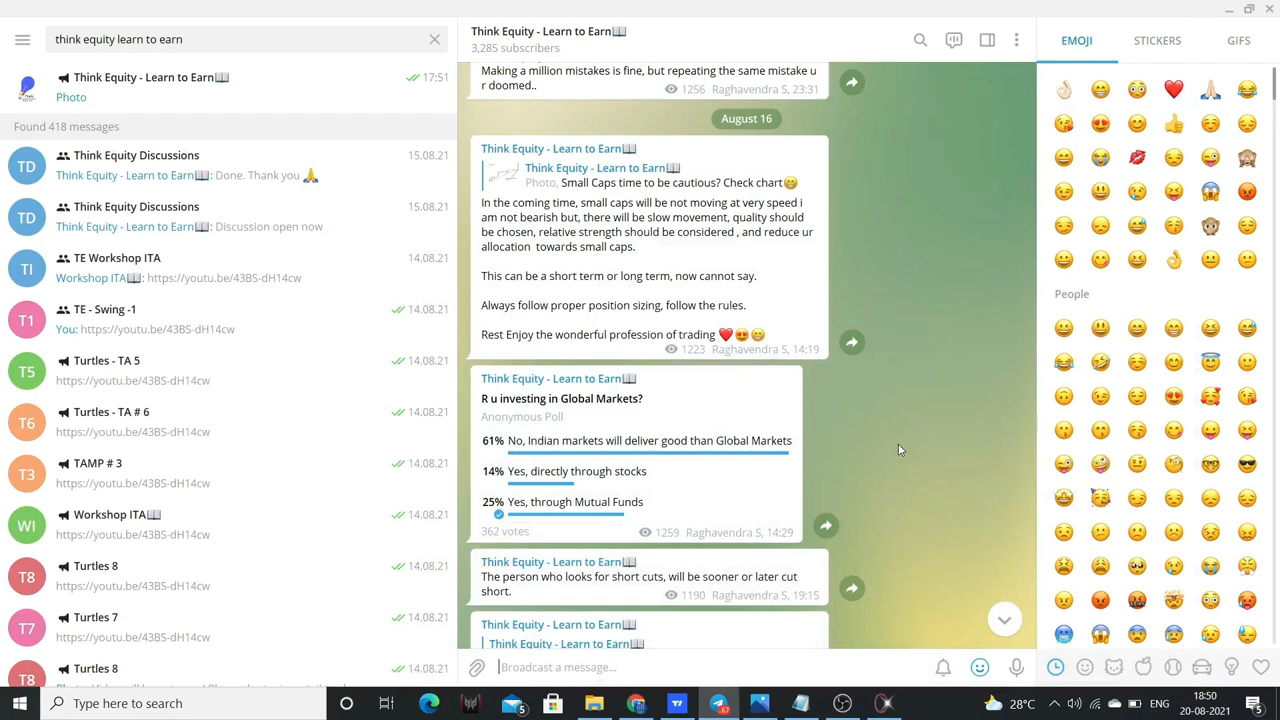 think equity learn to earn
Think Equity - Learn to Earn📖
17:51
Photo
Found 418 messages
TD
Think Equity Discussions
15.08.21
Think Equity - Learn to Earn📖: Done. Thank you 🙏
TD
Think Equity Discussions
15.08.21
Think Equity - Learn to Earn📖: Discussion open now
TI
TE Workshop ITA
14.08.21
Workshop ITA📖: https://youtu.be/43BS-dH14cw
T1
TE - Swing -1
14.08.21
You: https://youtu.be/43BS-dH14cw
T5
Turtles - TA 5
14.08.21
https://youtu.be/43BS-dH14cw
T6
Turtles - TA # 6
14.08.21
https://youtu.be/43BS-dH14cw
T3
TAMP # 3
14.08.21
https://youtu.be/43BS-dH14cw
WI
Workshop ITA📖
14.08.21
https://youtu.be/43BS-dH14cw
T8
Turtles 8
14.08.21
https://youtu.be/43BS-dH14cw
T7
Turtles 7
14.08.21
https://youtu.be/43BS-dH14cw
T8
Turtles 8
14.08.21
Think Equity - Learn to Earn📖
3,285 subscribers
Making a million mistakes is fine, but repeating the same mistake u
r doomed..
1256 Raghavendra S, 23:31
August 16
Think Equity - Learn to Earn📖
Think Equity - Learn to Earn📖
Photo, Small Caps time to be cautious? Check chart😁
In the coming time, small caps will be not moving at very speed i
am not bearish but, there will be slow movement, quality should
be chosen, relative strength should be considered , and reduce ur
allocation towards small caps.
This can be a short term or long term, now cannot say.
Always follow proper position sizing, follow the rules.
Rest Enjoy the wonderful profession of trading ❤️😍😁
1223 Raghavendra S, 14:19
Think Equity - Learn to Earn📖
R u investing in Global Markets?
Anonymous Poll
61% No, Indian markets will deliver good than Global Markets
14% Yes, directly through stocks
25% Yes, through Mutual Funds
362 votes
1259 Raghavendra S, 14:29
Think Equity - Learn to Earn📖
The person who looks for short cuts, will be sooner or later cut
short.
1190 Raghavendra S, 19:15
Think Equity - Learn to Earn📖
Think Equity - Learn to Earn📖
Broadcast a message...
EMOJI
STICKERS
GIFS
People
Type here to search
5
67
28°C
ENG
18:50
20-08-2021
5